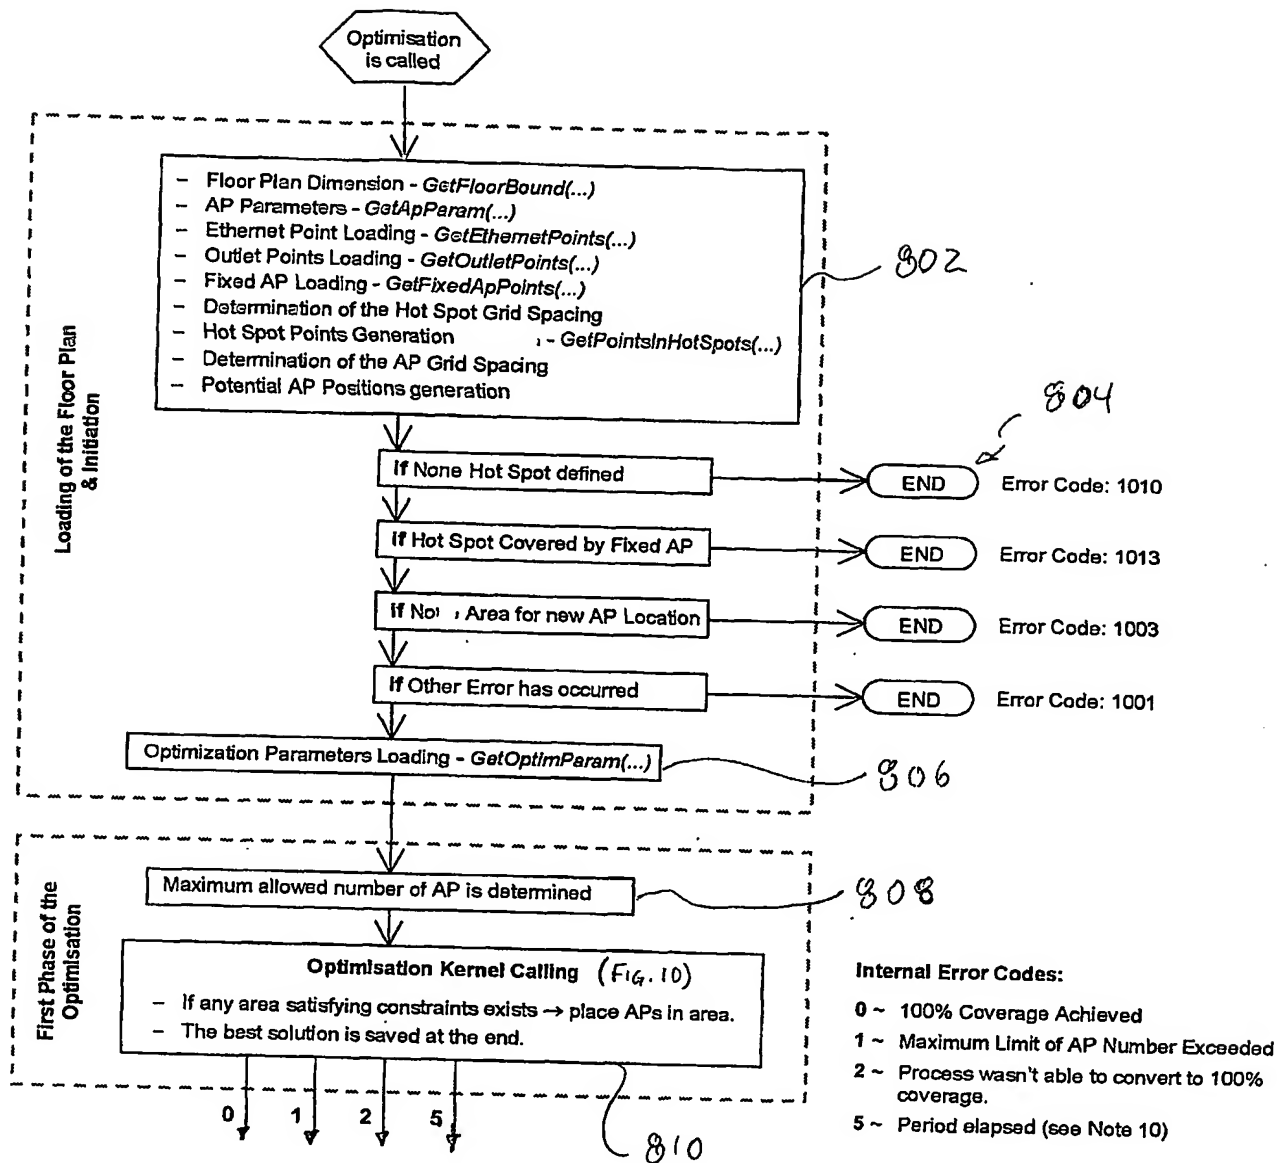 Optimisation
is called
Loading of the Floor Plan
& Initiation
– Floor Plan Dimension - GetFloorBound(...)
– AP Parameters - GetApParam(...)
– Ethernet Point Loading - GetEthernetPoints(...)
– Outlet Points Loading - GetOutletPoints(...)
– Fixed AP Loading - GetFixedApPoints(...)
– Determination of the Hot Spot Grid Spacing
– Hot Spot Points Generation - GetPointsInHotSpots(...)
– Determination of the AP Grid Spacing
– Potential AP Positions generation
802
804
If None Hot Spot defined
END
Error Code: 1010
If Hot Spot Covered by Fixed AP
END
Error Code: 1013
If No Area for new AP Location
END
Error Code: 1003
If Other Error has occurred
END
Error Code: 1001
Optimization Parameters Loading - GetOptimParam(...)
806
First Phase of the
Optimisation
Maximum allowed number of AP is determined
808
Optimisation Kernel Calling (FIG. 10)
– If any area satisfying constraints exists → place APs in area.
– The best solution is saved at the end.
0 1 2 5
810
Internal Error Codes:
0 ~ 100% Coverage Achieved
1 ~ Maximum Limit of AP Number Exceeded
2 ~ Process wasn't able to convert to 100%
coverage.
5 ~ Period elapsed (see Note 10)